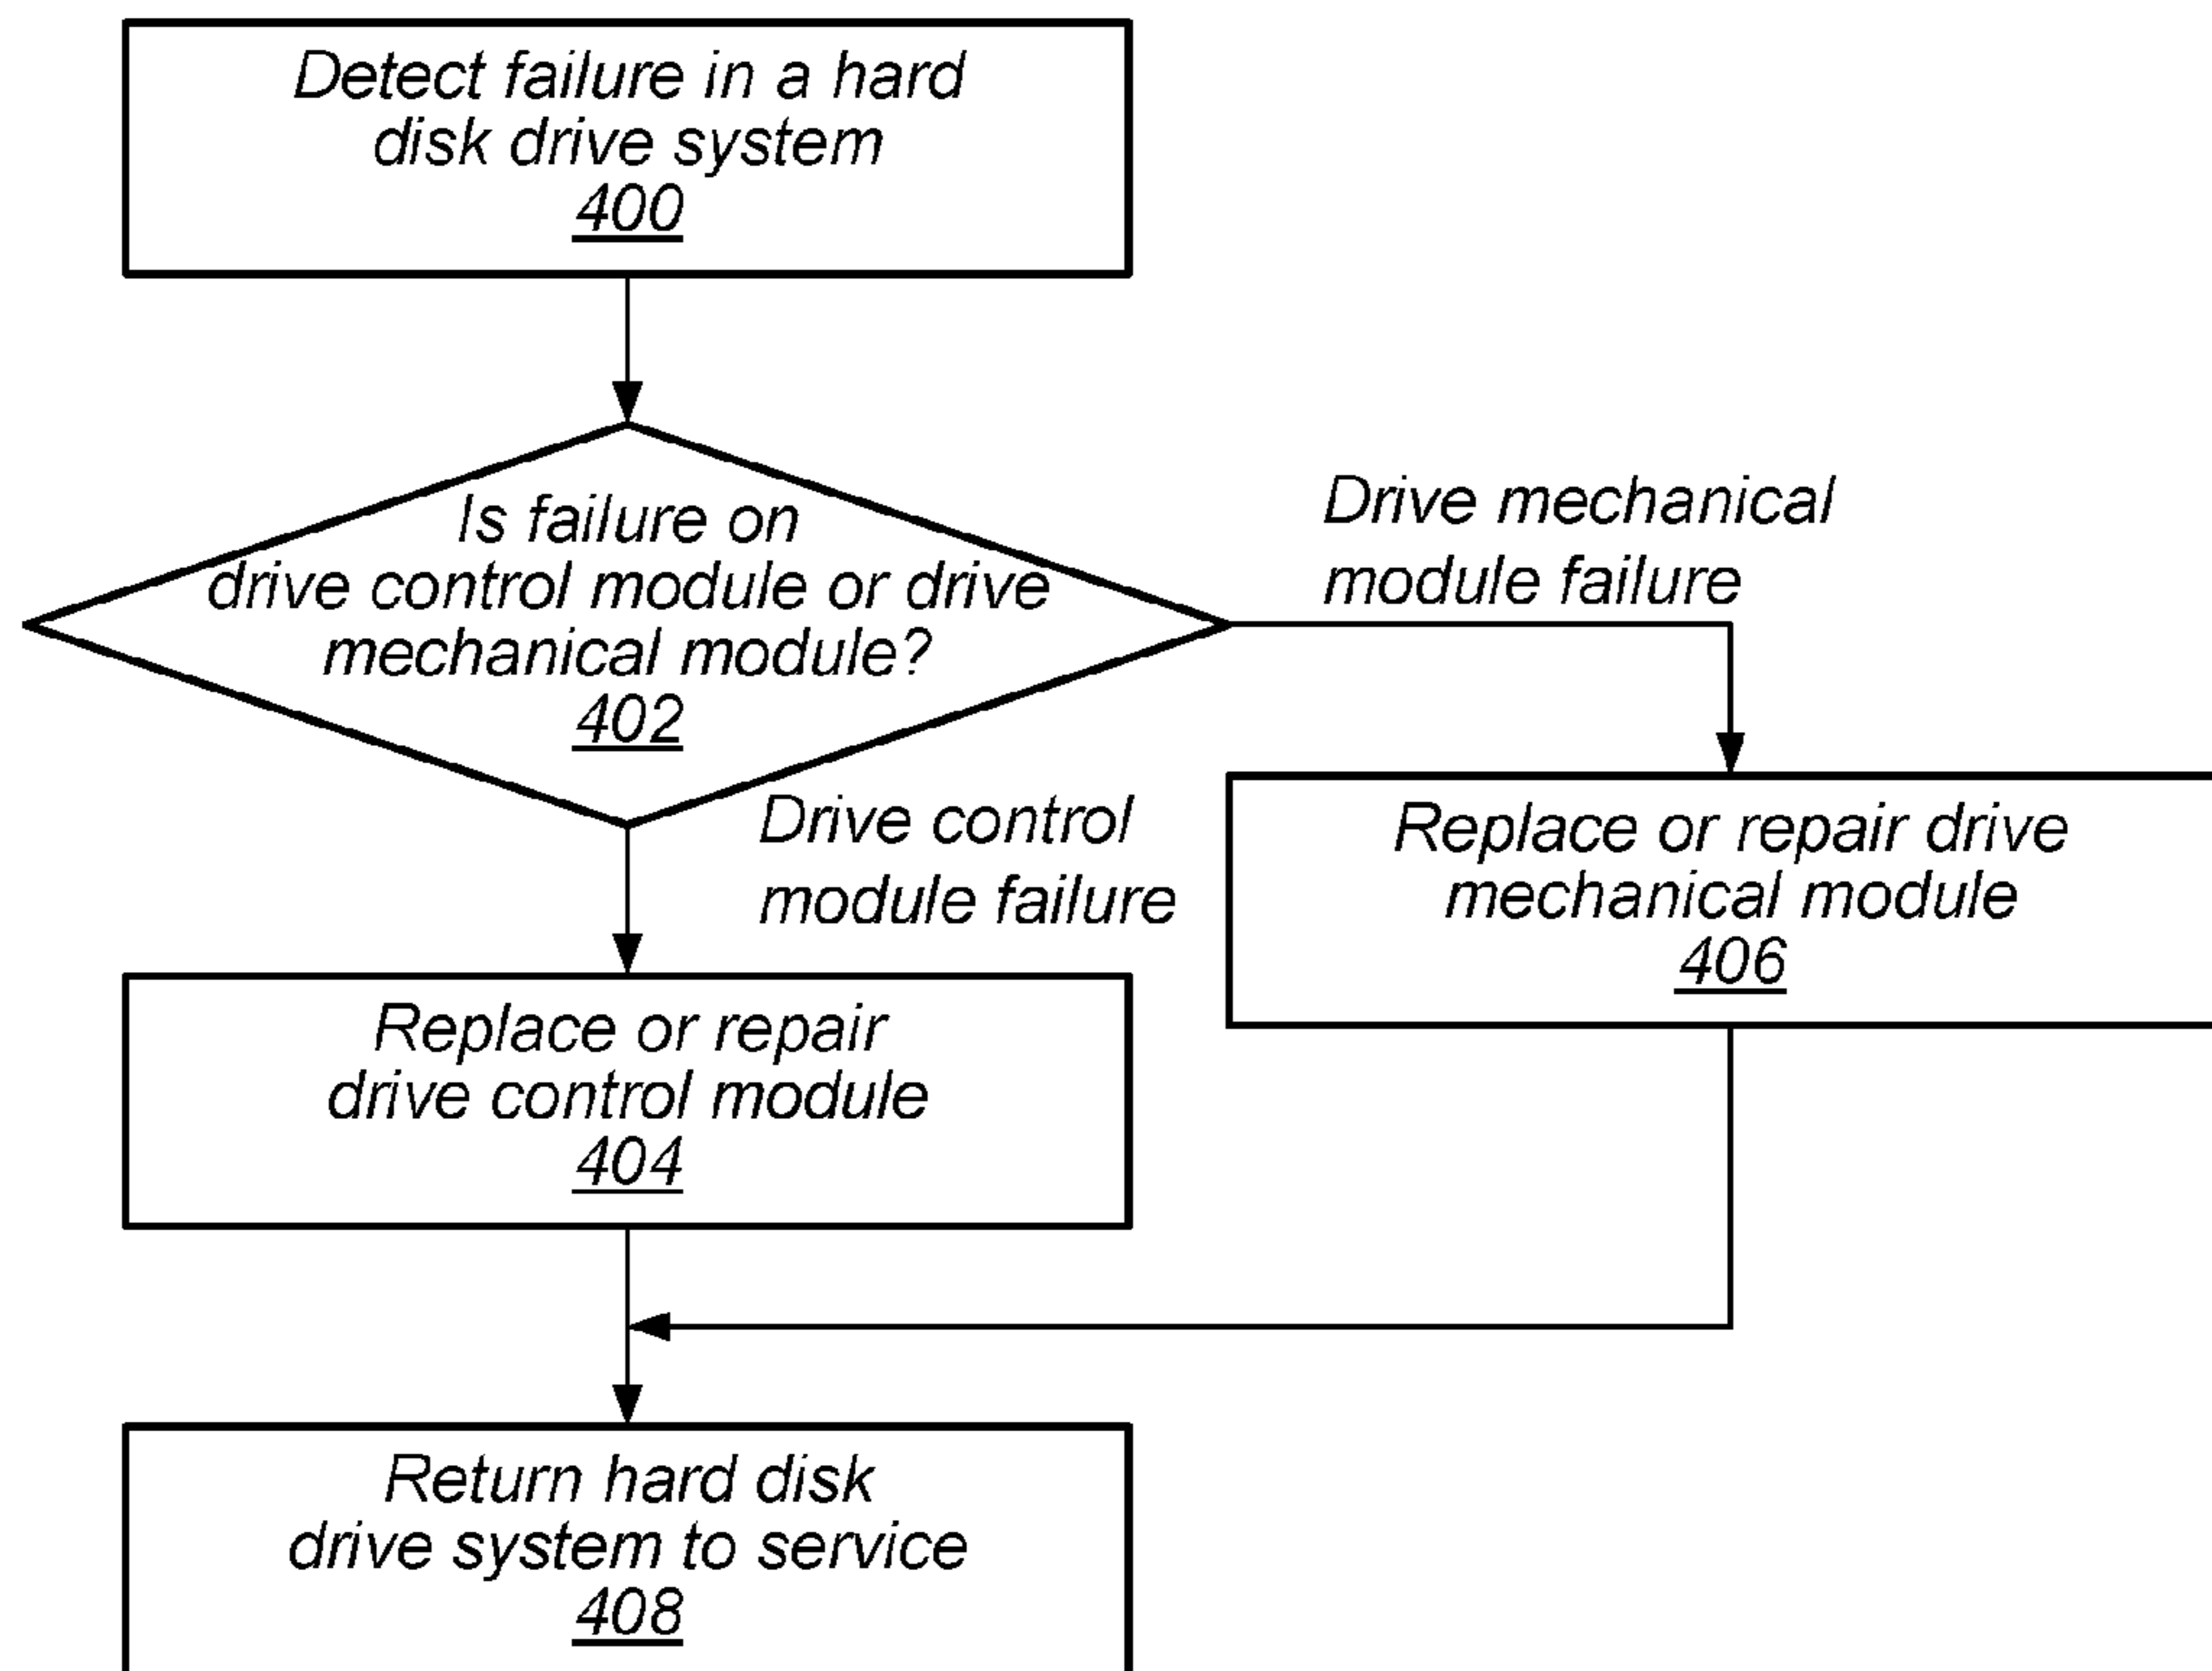 Detect failure in a hard
disk drive system
400
Is failure on
drive control module or drive
mechanical module?
402
Drive mechanical
module failure
Drive control
module failure
Replace or repair drive
mechanical module
406
Replace or repair
drive control module
404
Return hard disk
drive system to service
408